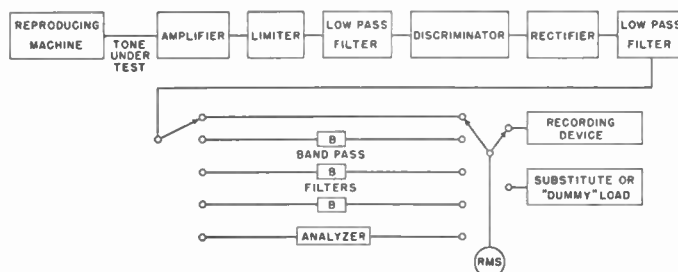 REPRODUCING
MACHINE
TONE
UNDER
TEST
AMPLIFIER
LIMITER
LOW PASS
FILTER
DISCRIMINATOR
RECTIFIER
LOW PASS
FILTER
B
BAND PASS
B
FILTERS
B
ANALYZER
RECORDING
DEVICE
SUBSTITUTE OR
"DUMMY" LOAD
RMS